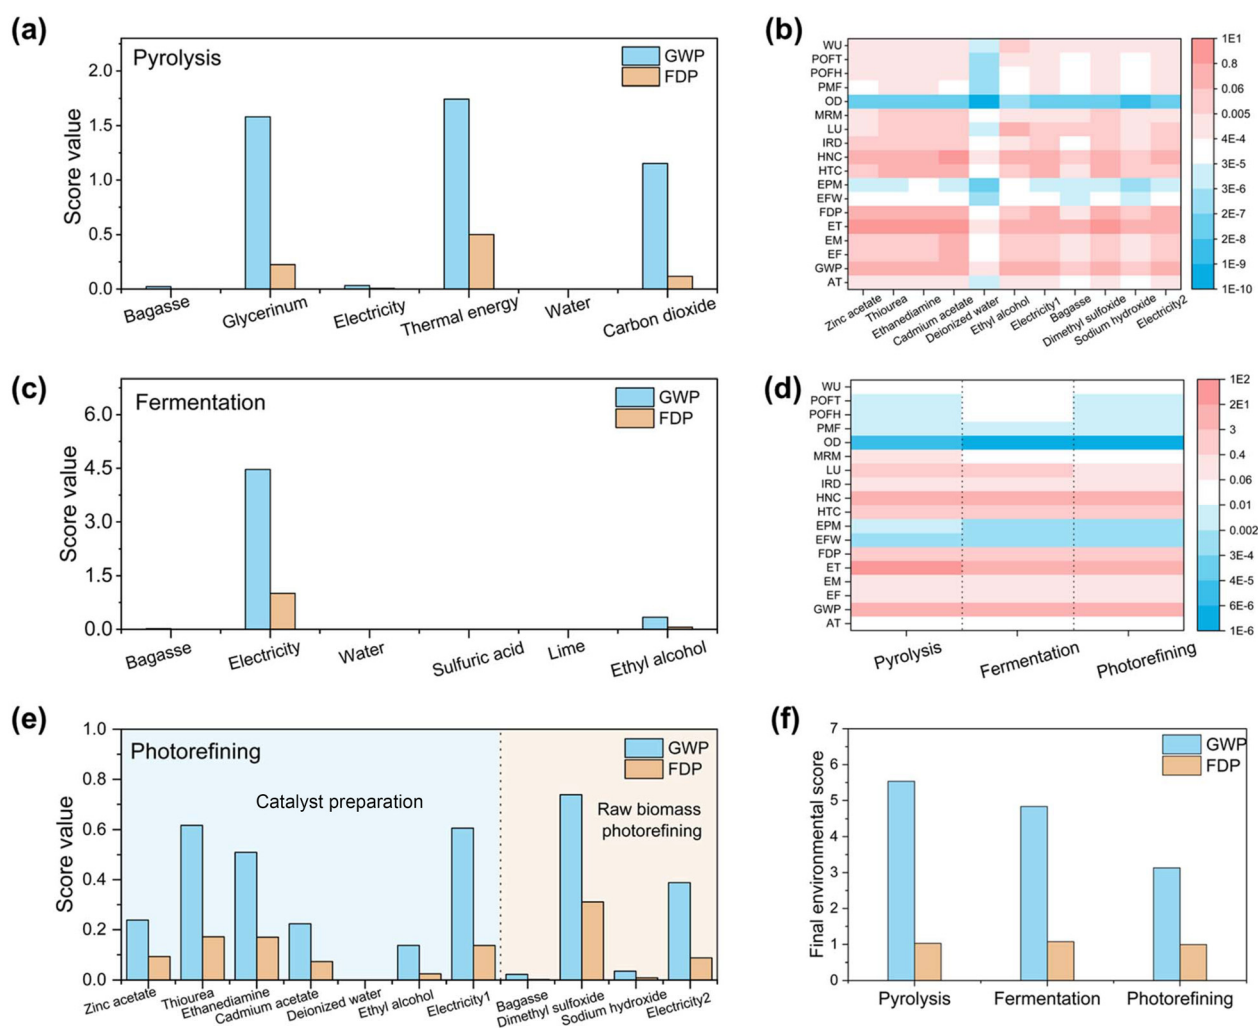 (a)
Pyrolysis
GWP
FDP
Score value
2.0
1.5
1.0
0.5
0.0
Bagasse
Glycerinum
Electricity
Thermal energy
Water
Carbon dioxide
(b)
WU
POFT
POFH
PMF
OD
MRM
LU
IRD
HNC
HTC
EPM
EFW
FDP
ET
EM
EF
GWP
AT
Zinc acetate
Thiourea
Ethanediamine
Cadmium acetate
Deionized water
Ethyl alcohol
Electricity1
Bagasse
Dimethyl sulfoxide
Sodium hydroxide
Electricity2
1E1
0.8
0.06
0.005
4E-4
3E-5
3E-6
2E-7
2E-8
1E-9
1E-10
(c)
Fermentation
GWP
FDP
Score value
6.0
4.5
3.0
1.5
0.0
Bagasse
Electricity
Water
Sulfuric acid
Lime
Ethyl alcohol
(d)
WU
POFT
POFH
PMF
OD
MRM
LU
IRD
HNC
HTC
EPM
EFW
FDP
ET
EM
EF
GWP
AT
Pyrolysis
Fermentation
Photorefining
1E2
2E1
3
0.4
0.06
0.01
0.002
3E-4
4E-5
6E-6
1E-6
(e)
Photorefining
GWP
FDP
Catalyst preparation
Raw biomass
photorefining
Score value
1.0
0.8
0.6
0.4
0.2
0.0
Zinc acetate
Thiourea
Ethanediamine
Cadmium acetate
Deionized water
Ethyl alcohol
Electricity1
Bagasse
Dimethyl sulfoxide
Sodium hydroxide
Electricity2
(f)
GWP
FDP
Final environmental score
7
6
5
4
3
2
1
0
Pyrolysis
Fermentation
Photorefining